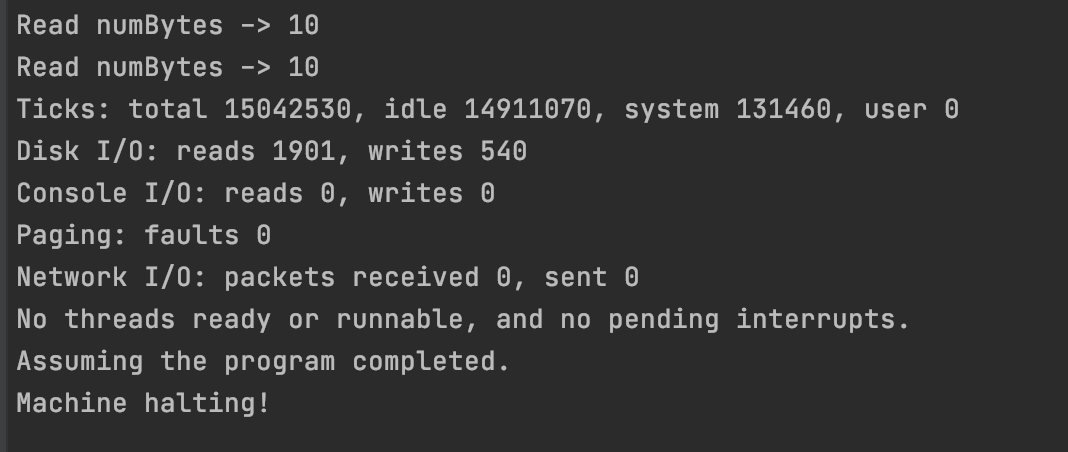 Read numBytes -> 10
Read numBytes -> 10
Ticks: total 15042530, idle 14911070, system 131460, user 0
Disk I/O: reads 1901, writes 540
Console I/O: reads 0, writes 0
Paging: faults 0
Network I/O: packets received 0, sent 0
No threads ready or runnable, and no pending interrupts.
Assuming the program completed.
Machine halting!